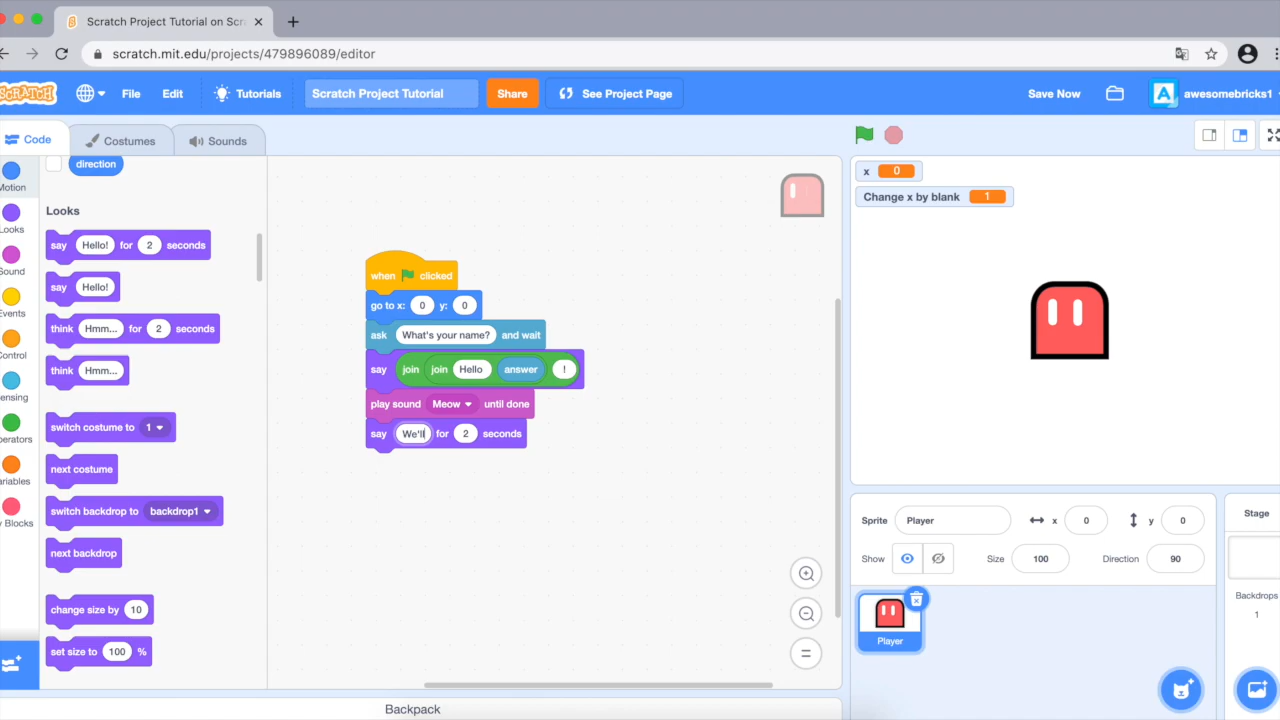 Scratch Project Tutorial on Scr
scratch.mit.edu/projects/479896089/editor
SCRATCH File Edit Tutorials Scratch Project Tutorial Share See Project Page Save Now awesomebricks1
Code Costumes Sounds
direction
Motion
Looks
Sound
Events
Control
ensing
perators
ariables
y Blocks
Looks
say Hello! for 2 seconds
say Hello!
think Hmm... for 2 seconds
think Hmm...
switch costume to 1
next costume
switch backdrop to backdrop1
next backdrop
change size by 10
set size to 100 %
when clicked
go to x: 0 y: 0
ask What's your name? and wait
say join join Hello answer !
play sound Meow until done
say We'll for 2 seconds
x 0
Change x by blank 1
Sprite Player x 0 y 0
Show Size 100 Direction 90
Player
Stage
Backdrops
1
Backpack